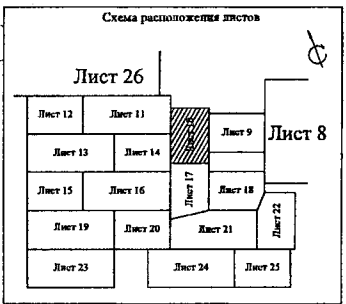 Схема расположения листов
Лист 26
Лист 12
Лист 11
Лист 9
Лист 8
Лист 13
Лист 14
Лист 15
Лист 16
Лист 17
Лист 18
Лист 19
Лист 20
Лист 21
Лист 22
Лист 23
Лист 24
Лист 25